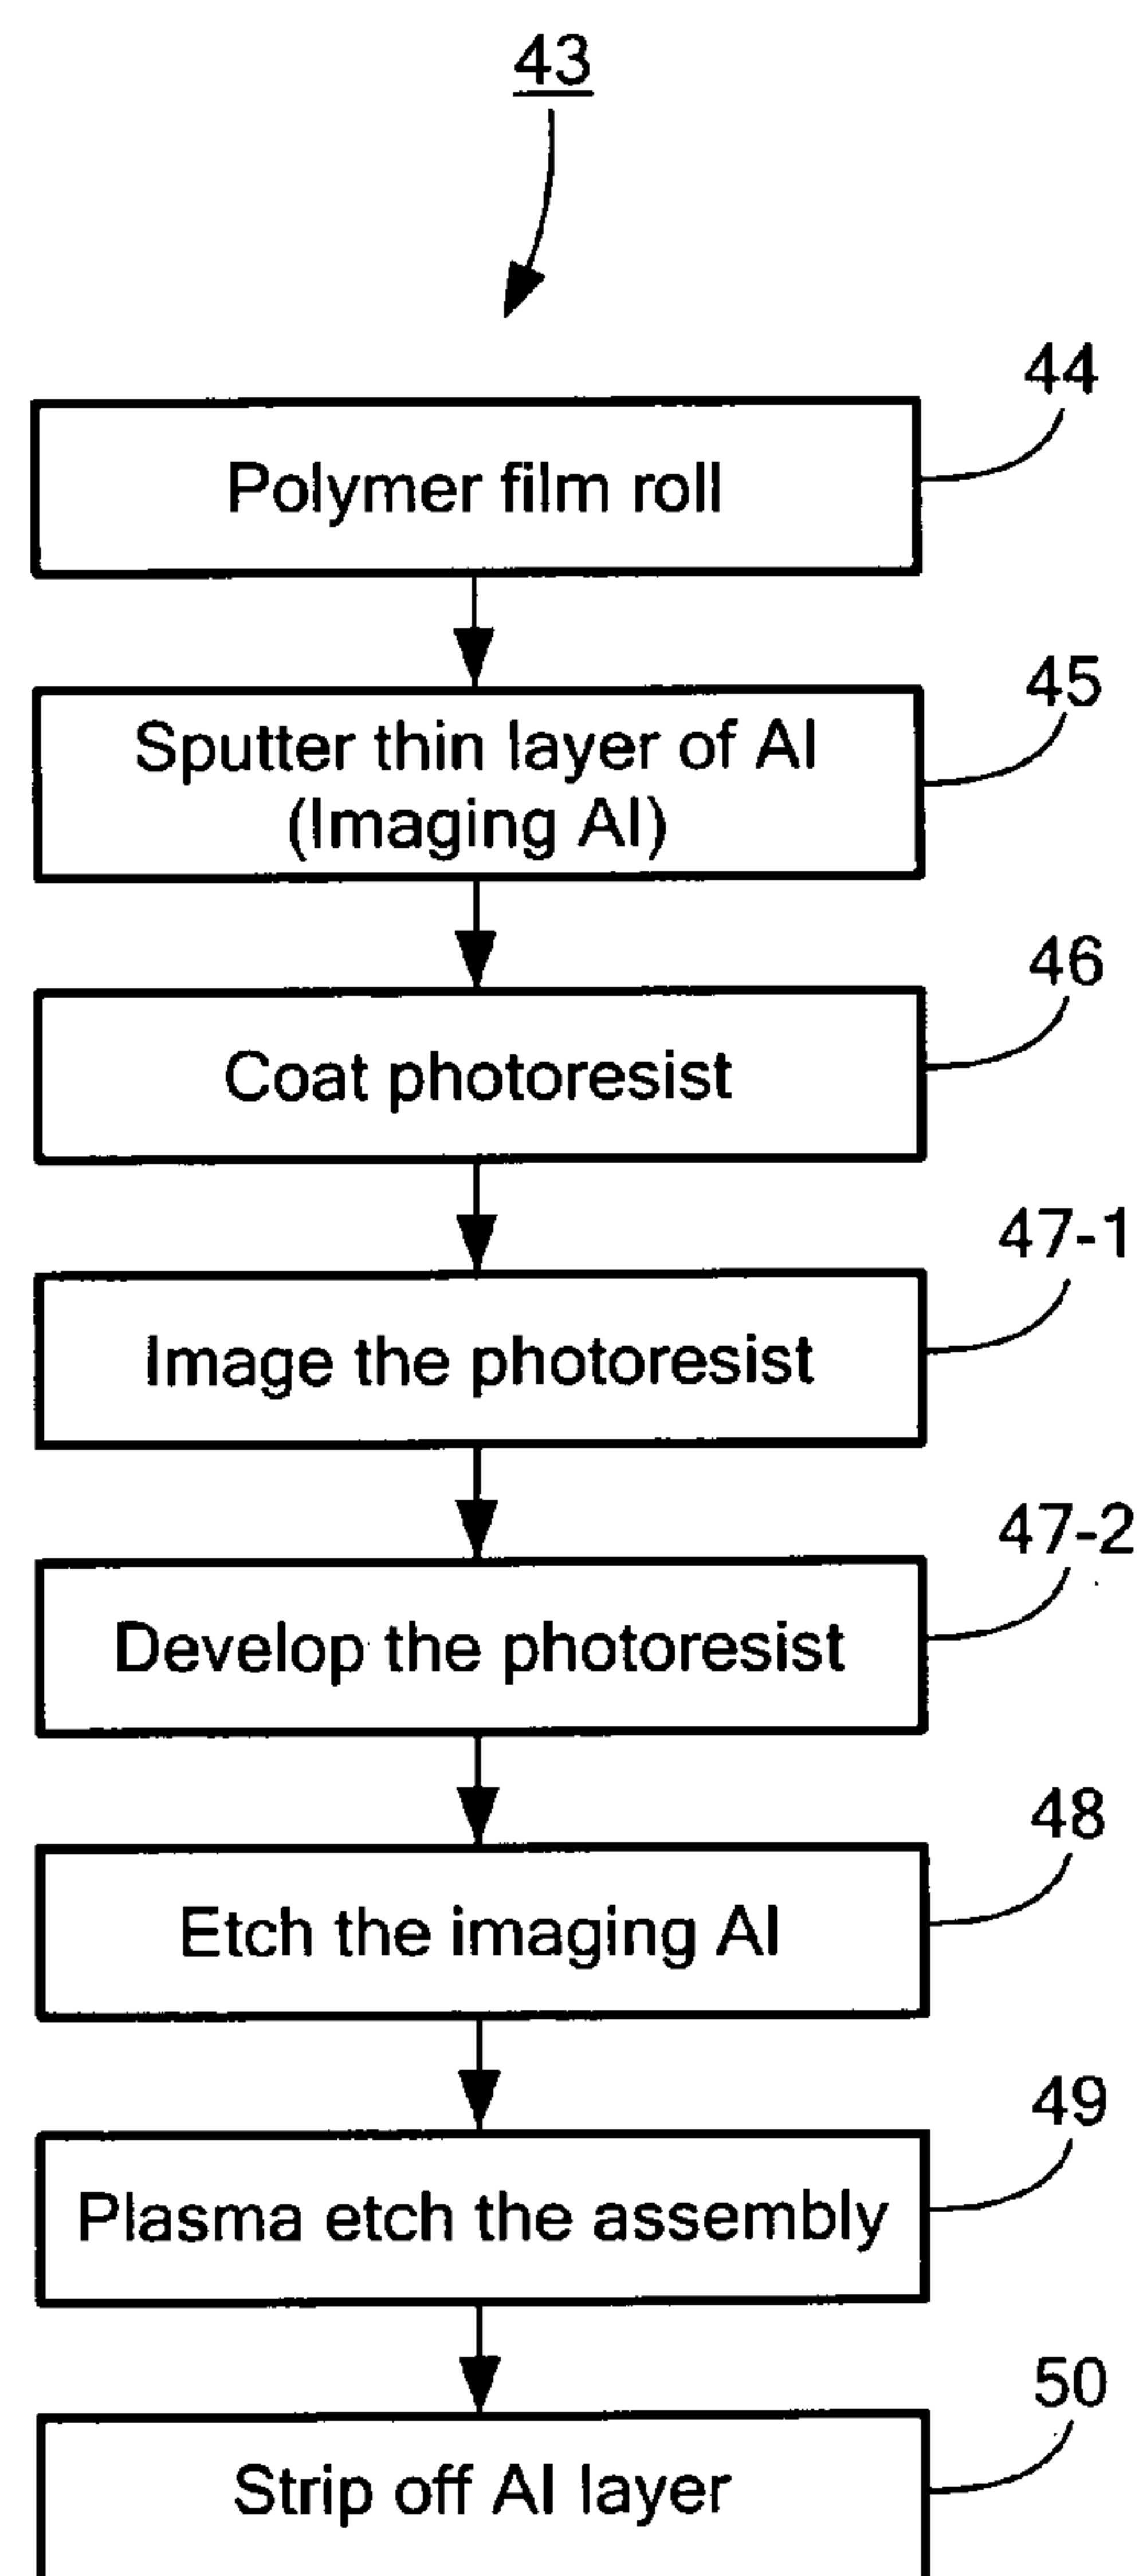 43
44
Polymer film roll
45
Sputter thin layer of Al
(Imaging Al)
46
Coat photoresist
47-1
Image the photoresist
47-2
Develop the photoresist
48
Etch the imaging Al
49
Plasma etch the assembly
50
Strip off Al layer